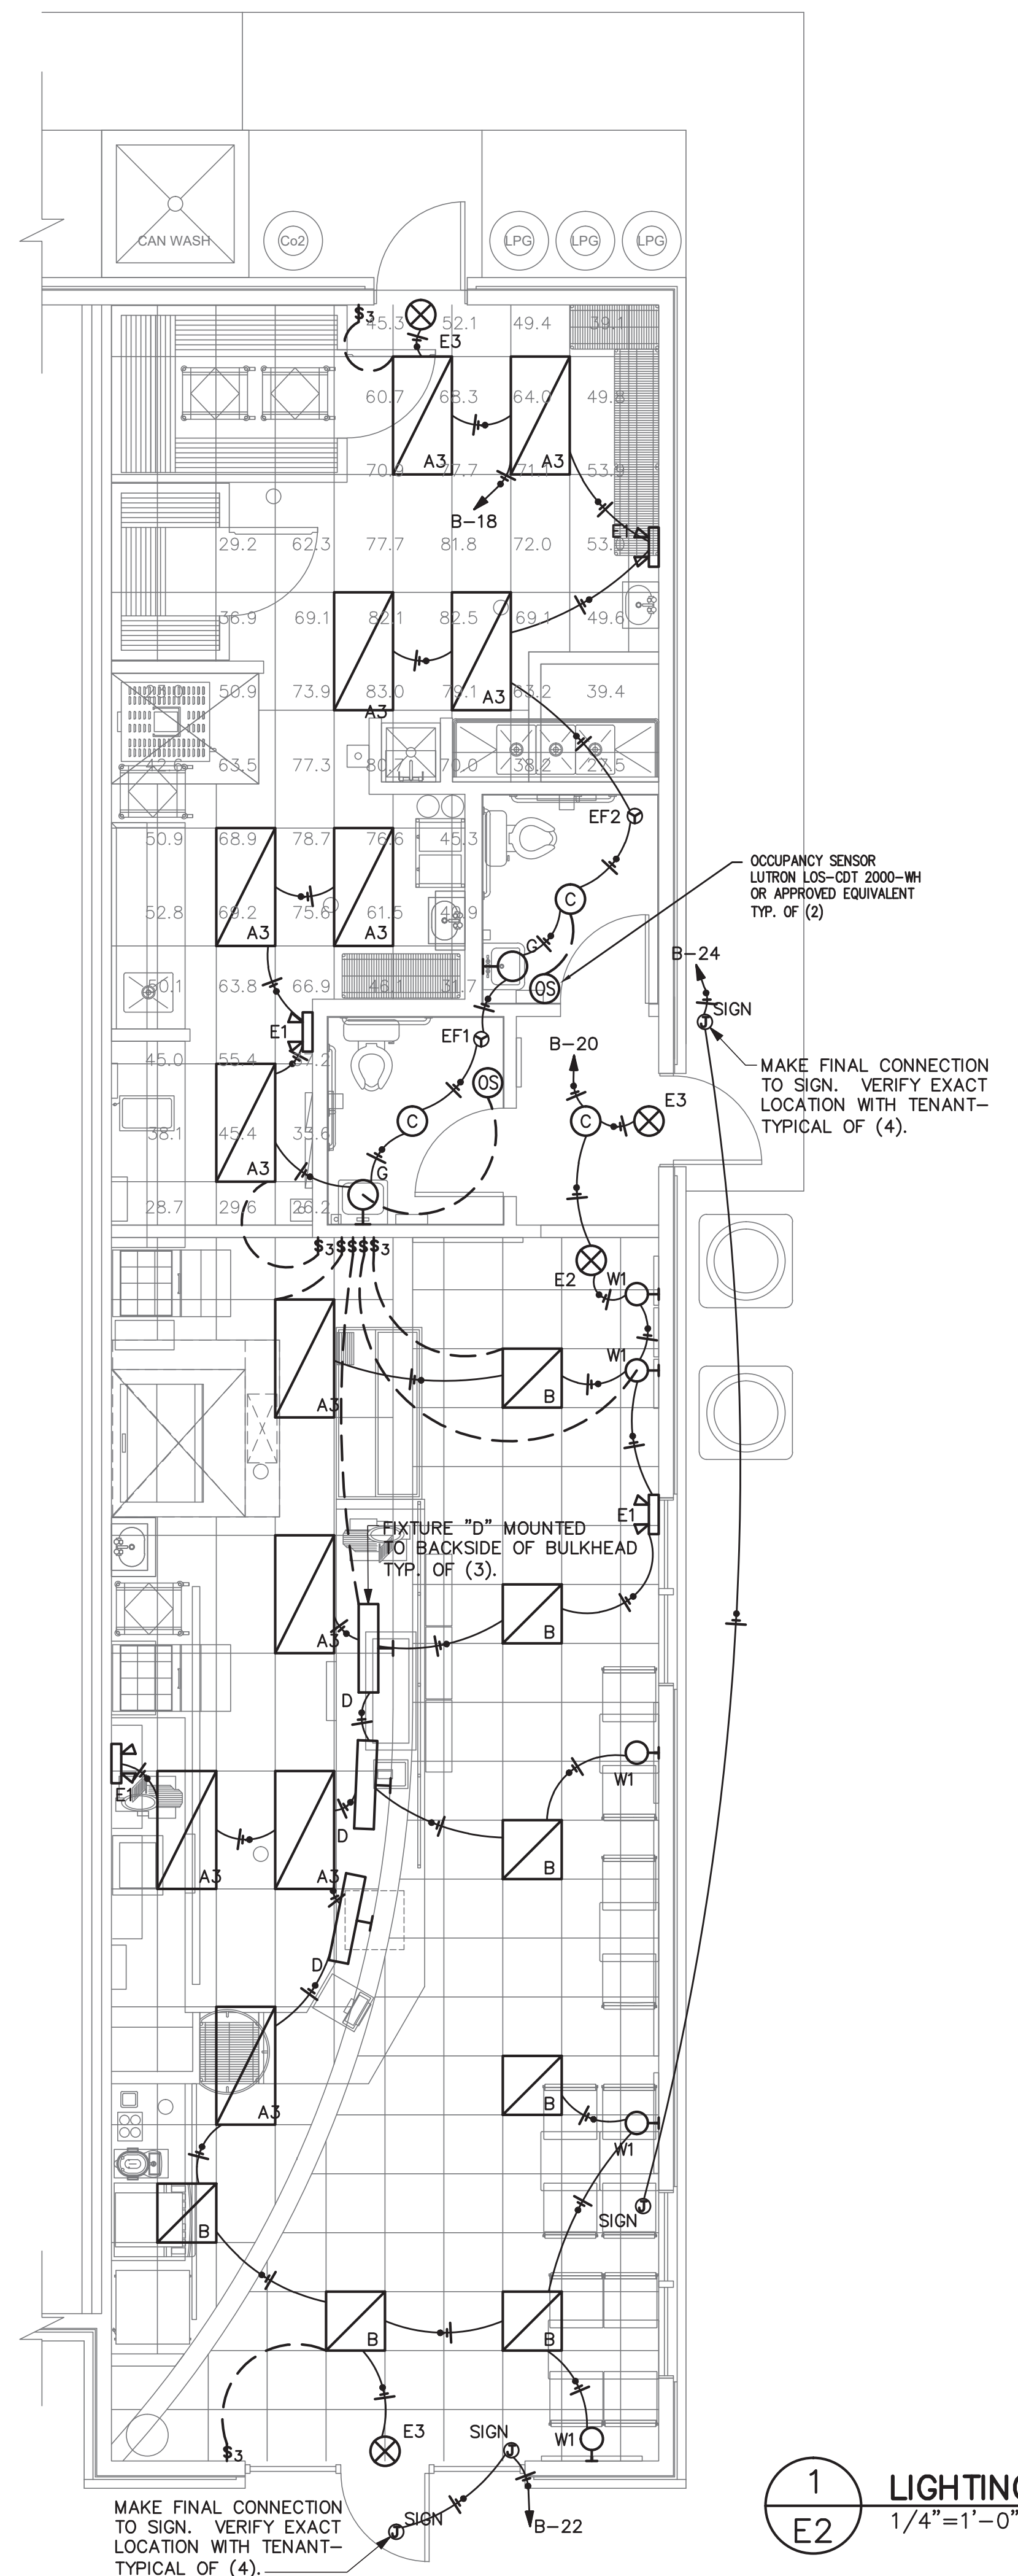 CAN WASH
Co2
LPG
LPG
LPG
$3
45.3 52.1 49.4 39.1
E3
60.7 68.3 64.0 49.8
A3
A3
70.9 77.7 71.1 53.9
B-18
E1
29.2 62.3 77.7 81.8 72.0
36.9 69.1 82.1 82.5 69.1 49.6
50.9 73.9 83.0 79.1 63.2 39.4
A3
A3
42.6 63.5 77.3 80.7 70.0 38.2 27.5
EF2
50.9 68.9 78.7 76.6 45.3
OCCUPANCY SENSOR
LUTRON LOS-CDT 2000-WH
OR APPROVED EQUIVALENT
TYP. OF (2)
C
52.8 69.2 75.6 61.5
A3
A3
G
B-24
OS
50.1 63.8 66.9 46.1 31.7
SIGN
J
E1
EF1
B-20
45.0 55.4
MAKE FINAL CONNECTION
TO SIGN. VERIFY EXACT
LOCATION WITH TENANT-
TYPICAL OF (4).
OS
E3
C
C
38.1 45.4 33.6
A3
G
28.7 29.6 26.2
$3 $$$$3
E2
W1
W1
A3
B
E1
FIXTURE "D" MOUNTED
TO BACKSIDE OF BULKHEAD
TYP. OF (3).
A3
B
D
W1
E1
D
A3
A3
B
D
A3
B
W1
J
SIGN
B
B
B
$3
E3
SIGN
J
W1
1
E2
LIGHTING
1/4"=1'-0"
MAKE FINAL CONNECTION
TO SIGN. VERIFY EXACT
LOCATION WITH TENANT-
TYPICAL OF (4).
SIGN
J
B-22